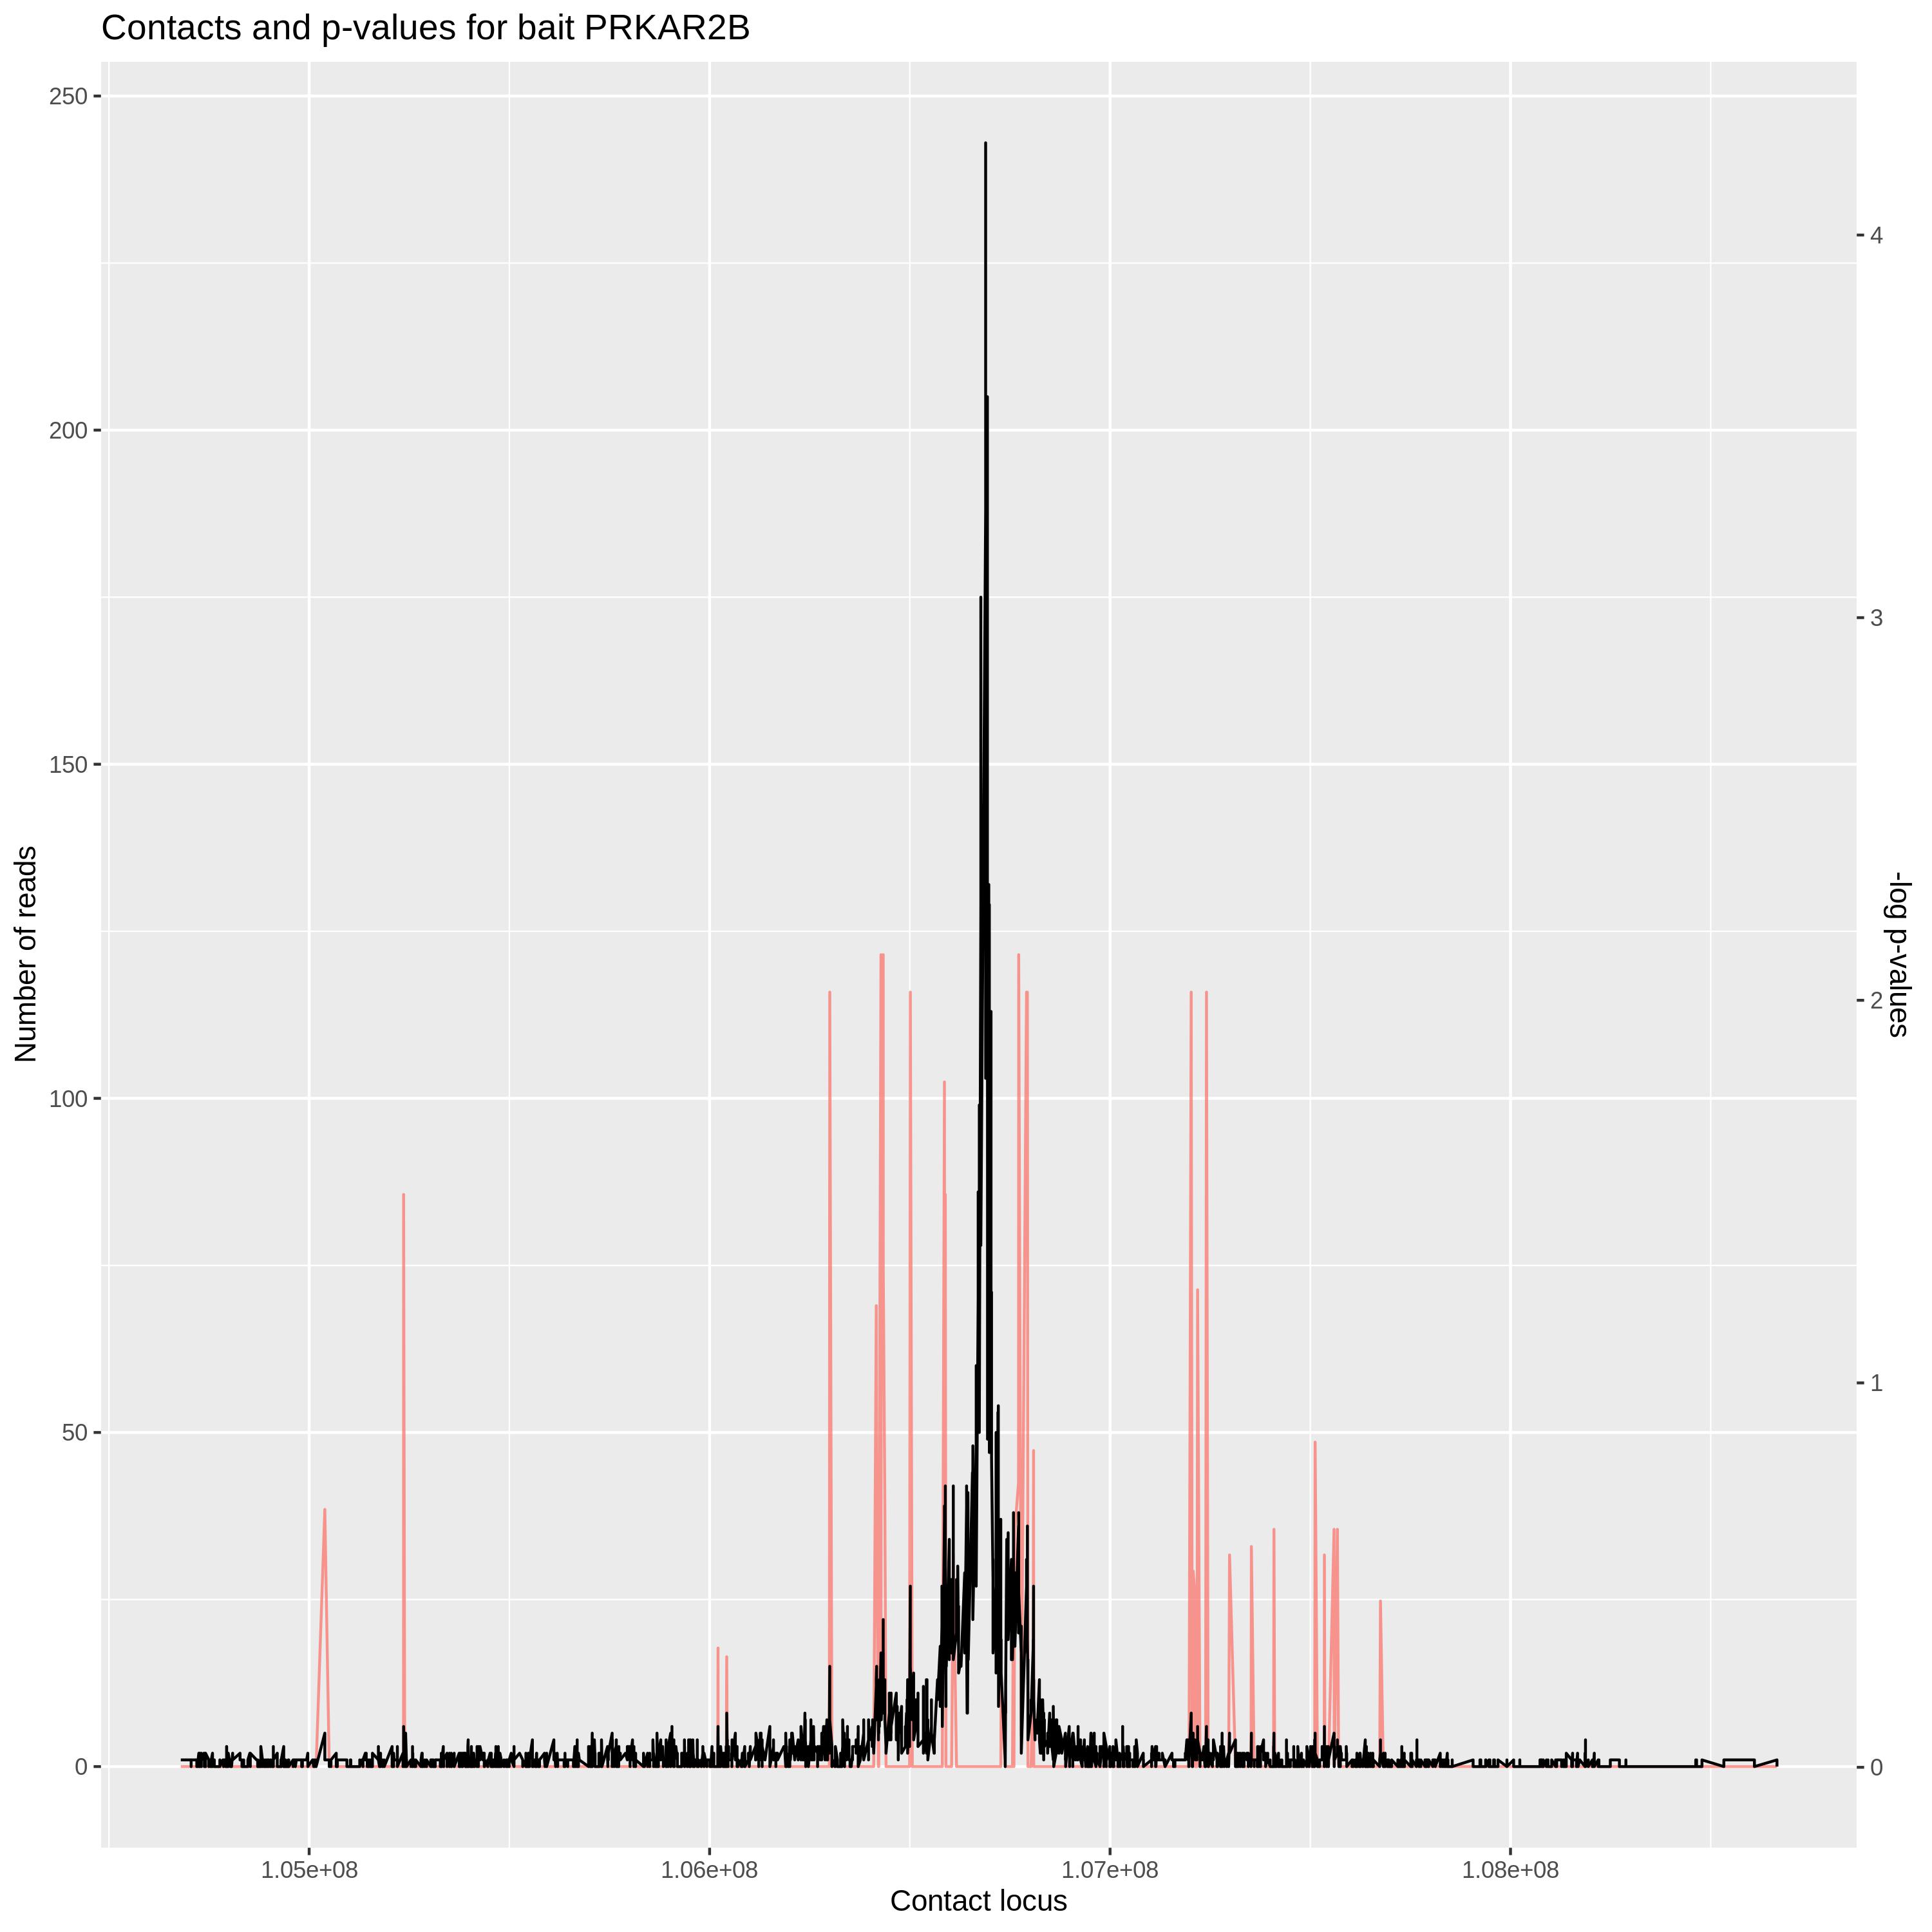 Contacts and p-values for bait PRKAR2B
250
200
150
100
50
0
Number of reads
4
3
2
1
0
-log p-values
1.05e+08
1.06e+08
1.07e+08
1.08e+08
Contact locus